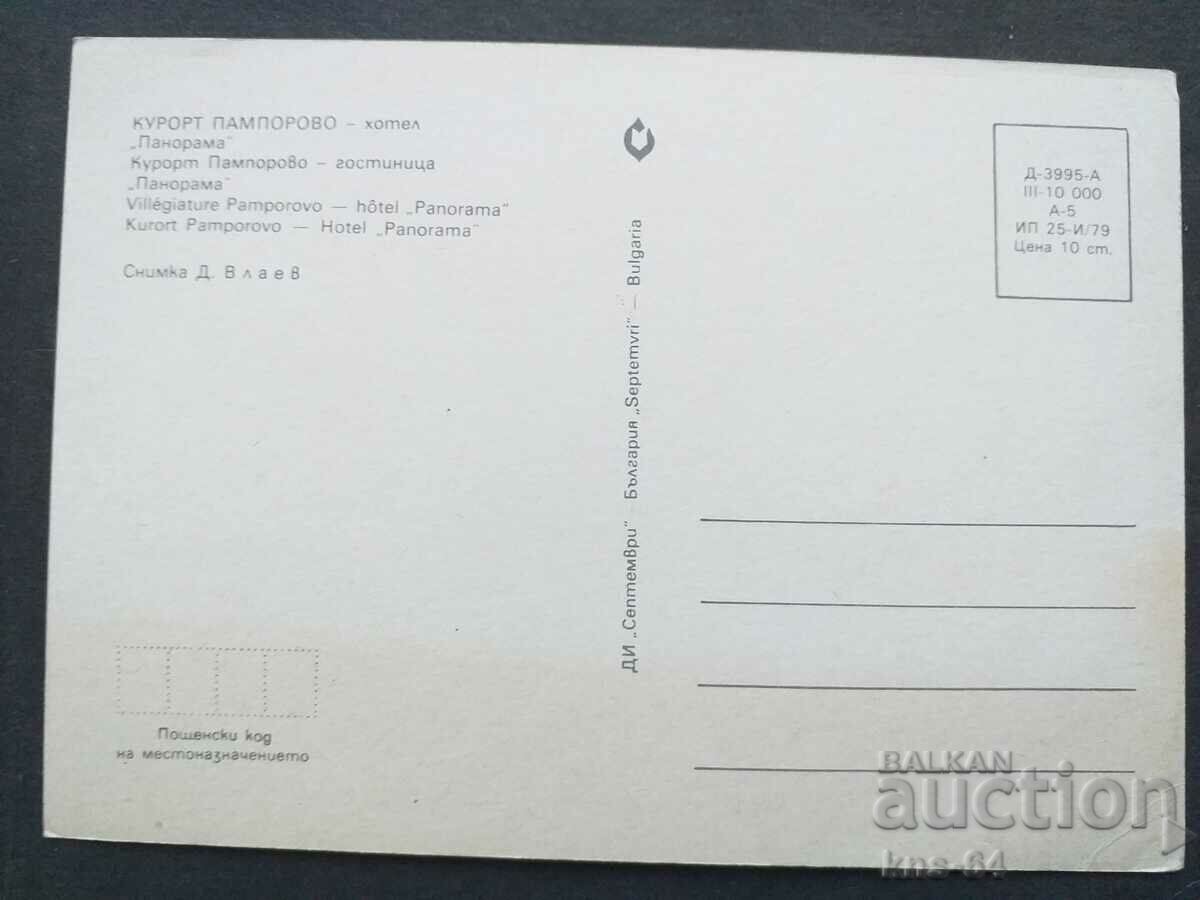 КУРОРТ ПАМПОРОВО – хотел
„Панорама“
Курорт Пампорово – гостиница
„Панорама“
Villégiature Pamporovo — hôtel „Panorama“
Kurort Pamporovo — Hotel „Panorama“
Снимка Д. Влаев
ДИ „Септември“ – България „Septemvri“ — Bulgaria
Д-3995-А
III-10 000
А-5
ИП 25-И/79
Цена 10 ст.
Пощенски код
на местоназначението
BALKAN
auction
kns-64